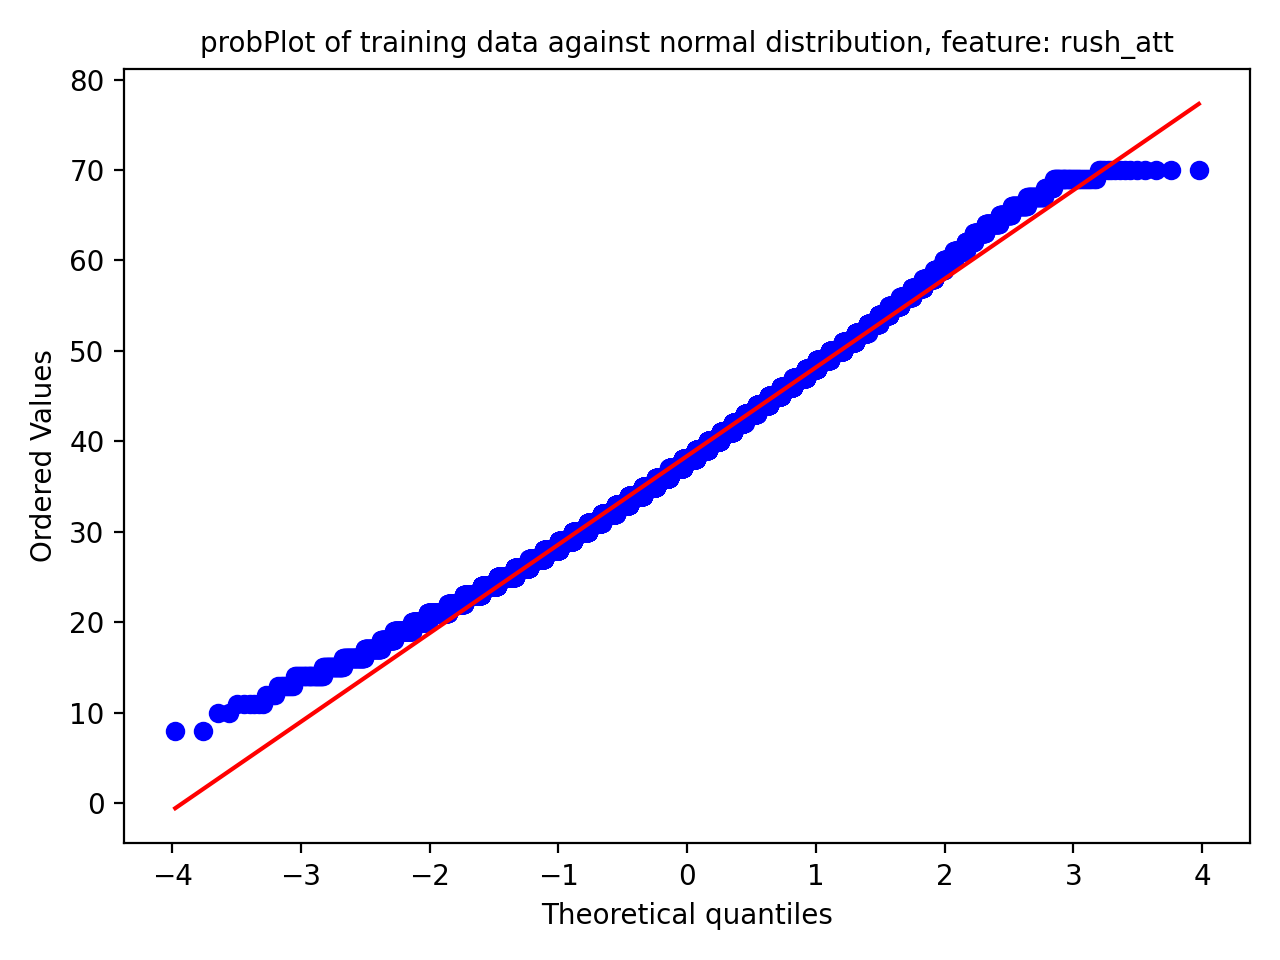 probPlot of training data against normal distribution, feature: rush_att
80
70
60
50
40
30
20
10
0
Ordered Values
−4 −3 −2 −1 0 1 2 3 4
Theoretical quantiles